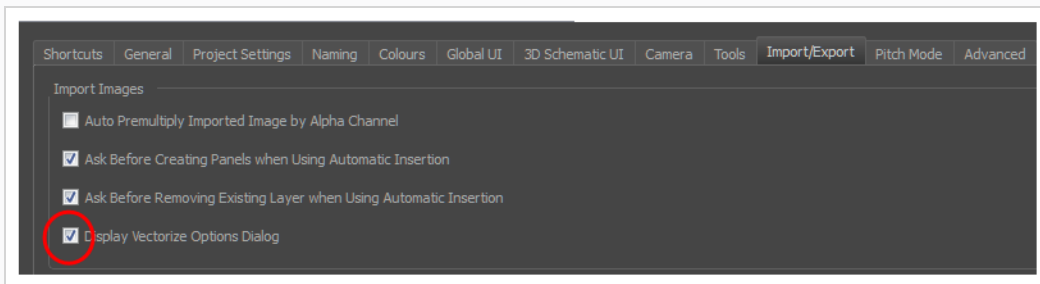 Shortcuts General Project Settings Naming Colours Global UI 3D Schematic UI Camera Tools Import/Export Pitch Mode Advanced
Import Images
Auto Premultiply Imported Image by Alpha Channel
Ask Before Creating Panels when Using Automatic Insertion
Ask Before Removing Existing Layer when Using Automatic Insertion
Display Vectorize Options Dialog